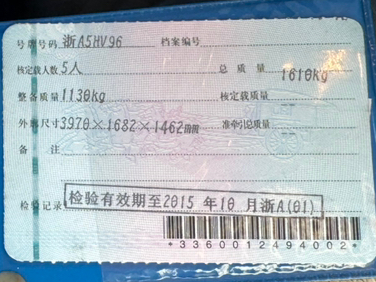 号牌号码 浙A5HV96 档案编号
核定载人数 5人 总质量 1610kg
整备质量 1130kg 核定载质量 --
外廓尺寸 3970×1682×1462mm 准牵引总质量 --
备注
检验记录 检验有效期至2015年10月浙A(01)
*3360012494002*